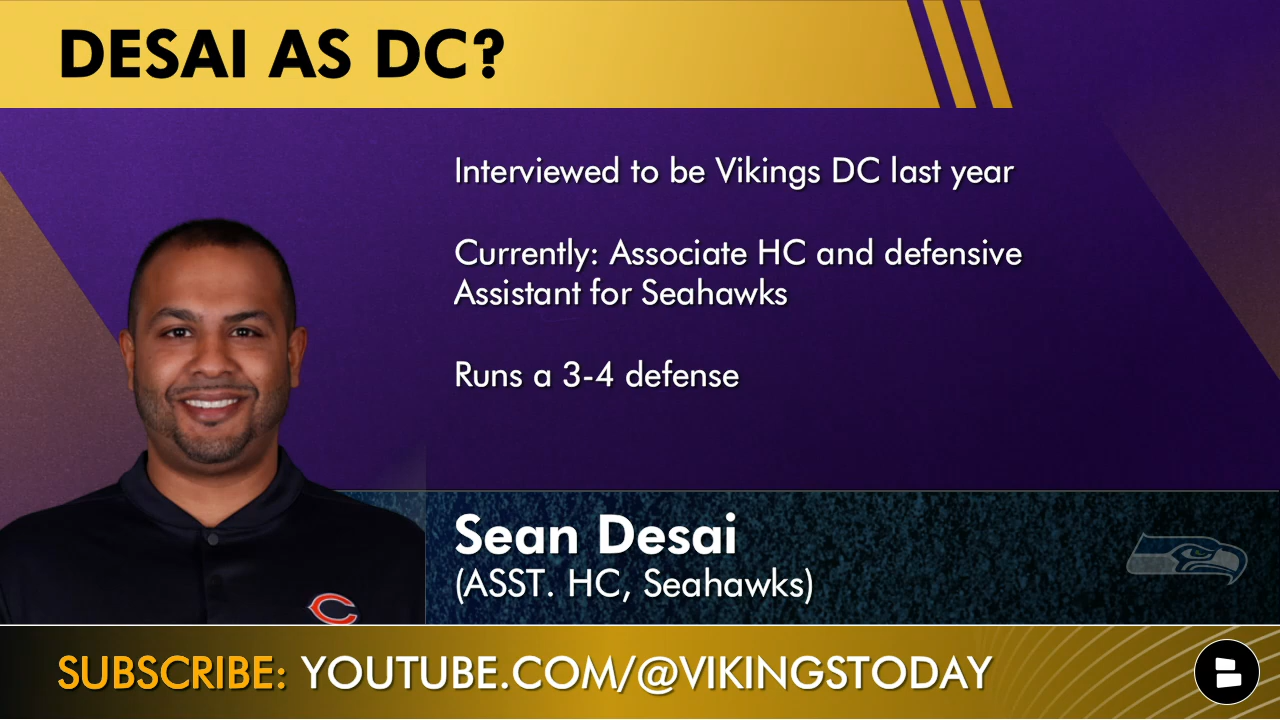 DESAI AS DC?
Interviewed to be Vikings DC last year
Currently: Associate HC and defensive
Assistant for Seahawks
Runs a 3-4 defense
Sean Desai
(ASST. HC, Seahawks)
SUBSCRIBE: YOUTUBE.COM/@VIKINGSTODAY